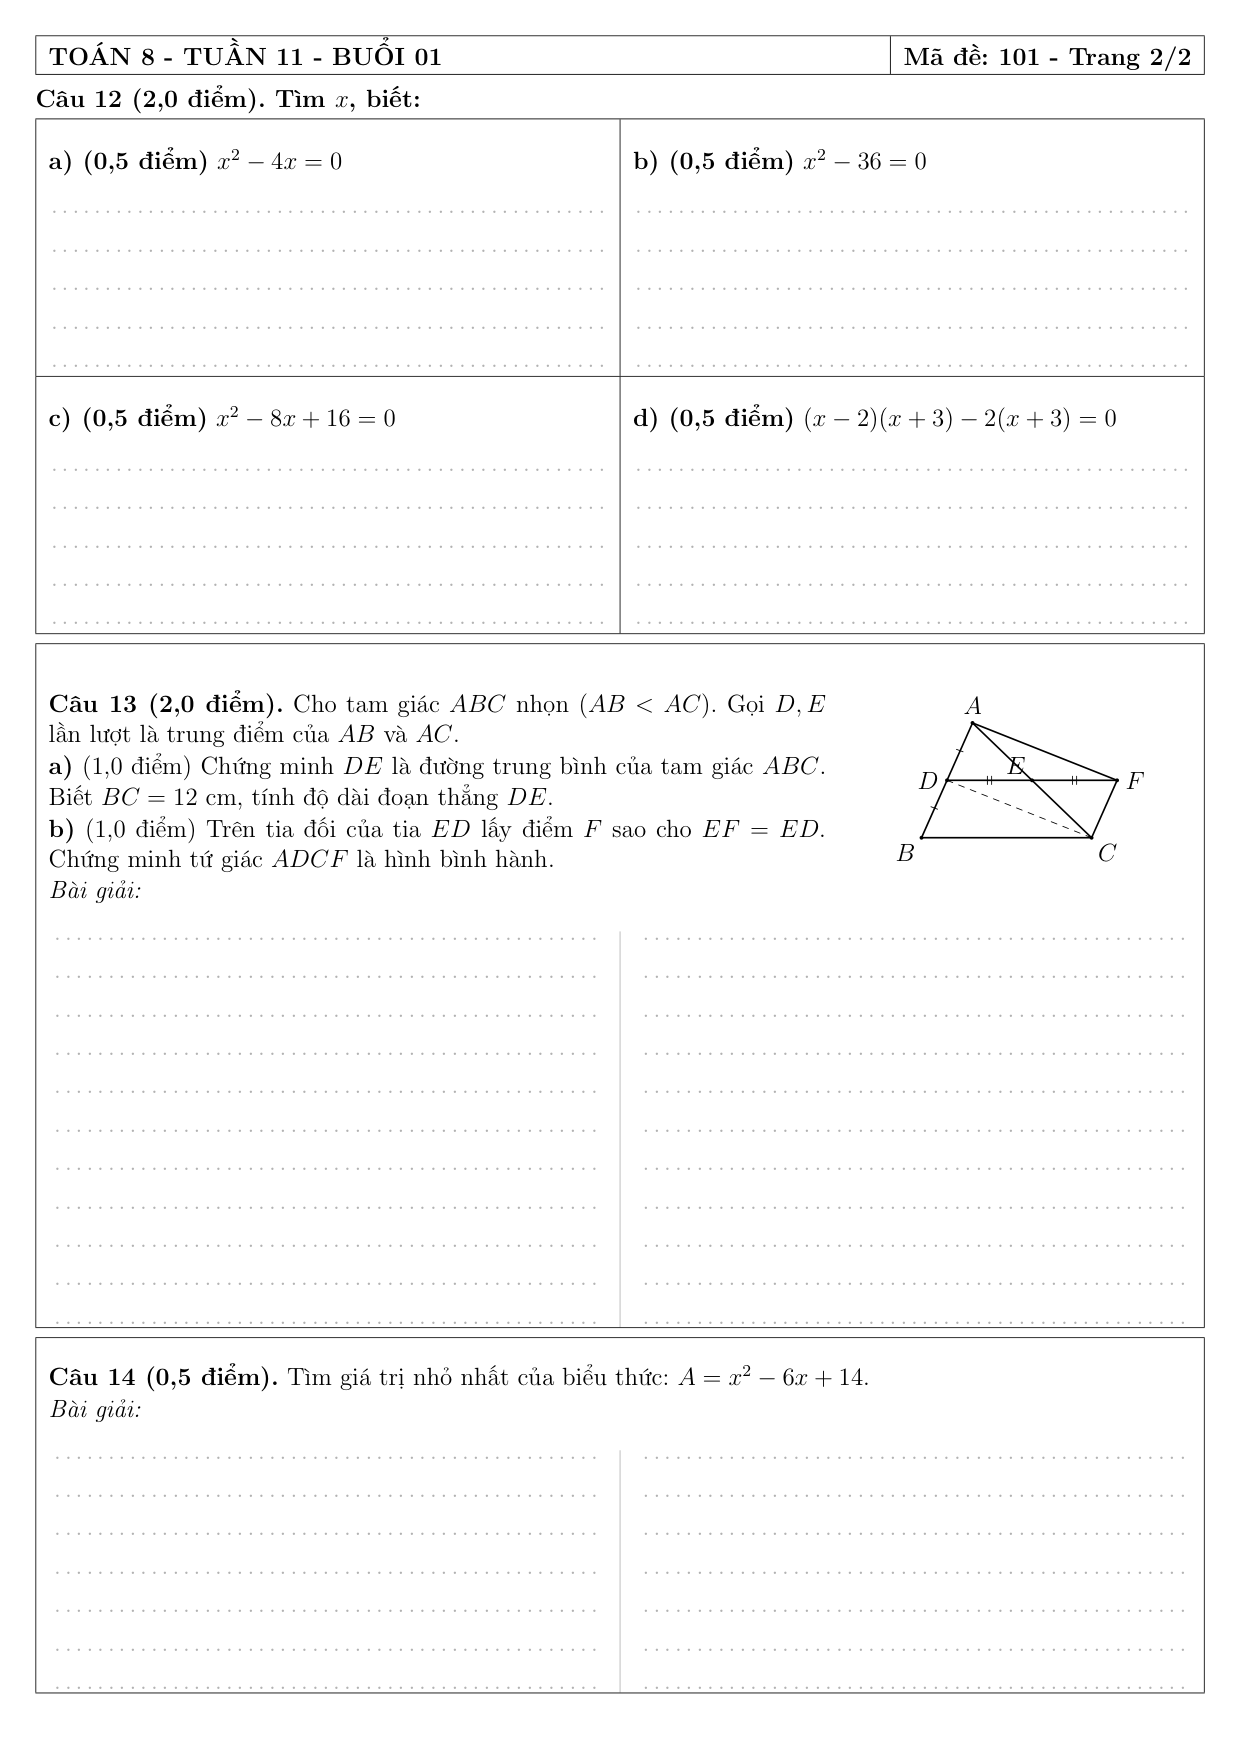 TOÁN 8 - TUẦN 11 - BUỔI 01
Mã đề: 101 - Trang 2/2
Câu 12 (2,0 điểm). Tìm x, biết:
a) (0,5 điểm) x² − 4x = 0
b) (0,5 điểm) x² − 36 = 0
c) (0,5 điểm) x² − 8x + 16 = 0
d) (0,5 điểm) (x − 2)(x + 3) − 2(x + 3) = 0
Câu 13 (2,0 điểm). Cho tam giác ABC nhọn (AB < AC). Gọi D, E
lần lượt là trung điểm của AB và AC.
a) (1,0 điểm) Chứng minh DE là đường trung bình của tam giác ABC.
Biết BC = 12 cm, tính độ dài đoạn thẳng DE.
b) (1,0 điểm) Trên tia đối của tia ED lấy điểm F sao cho EF = ED.
Chứng minh tứ giác ADCF là hình bình hành.
Bài giải:
A
E
D
F
B
C
Câu 14 (0,5 điểm). Tìm giá trị nhỏ nhất của biểu thức: A = x² − 6x + 14.
Bài giải: